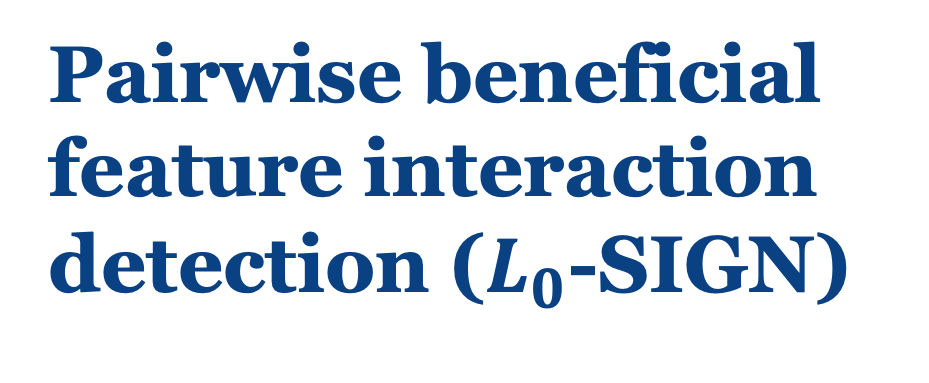 Pairwise beneficial
feature interaction
detection (L₀-SIGN)